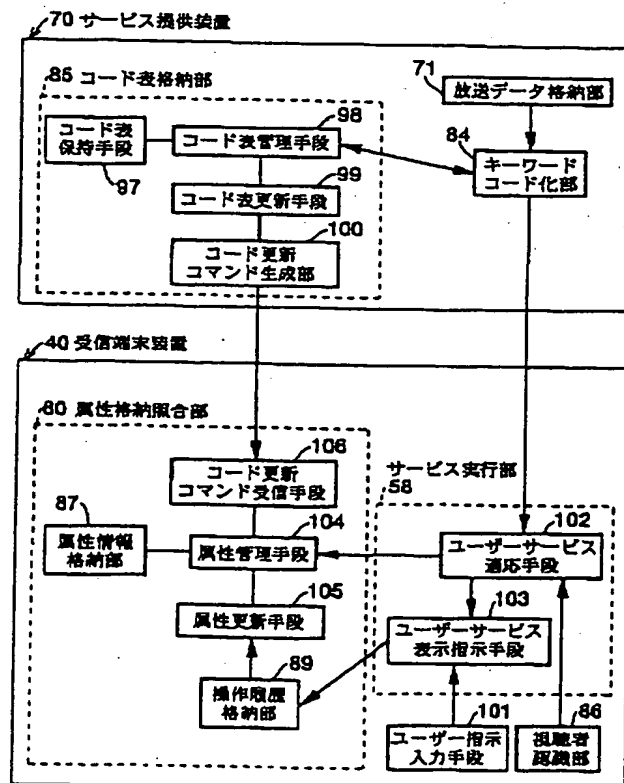 70 サービス提供装置
85 コード表格納部
71
放送データ格納部
98
コード表
保持手段
97
コード表管理手段
84
キーワード
コード化部
99
コード表更新手段
100
コード更新
コマンド生成部
40 受信端末装置
80 属性格納照合部
106
コード更新
コマンド受信手段
サービス実行部
58
87
属性情報
格納部
104
属性管理手段
102
ユーザーサービス
適応手段
105
属性更新手段
103
ユーザーサービス
表示指示手段
89
操作履歴
格納部
101
ユーザー指示
入力手段
86
視聴者
認識部